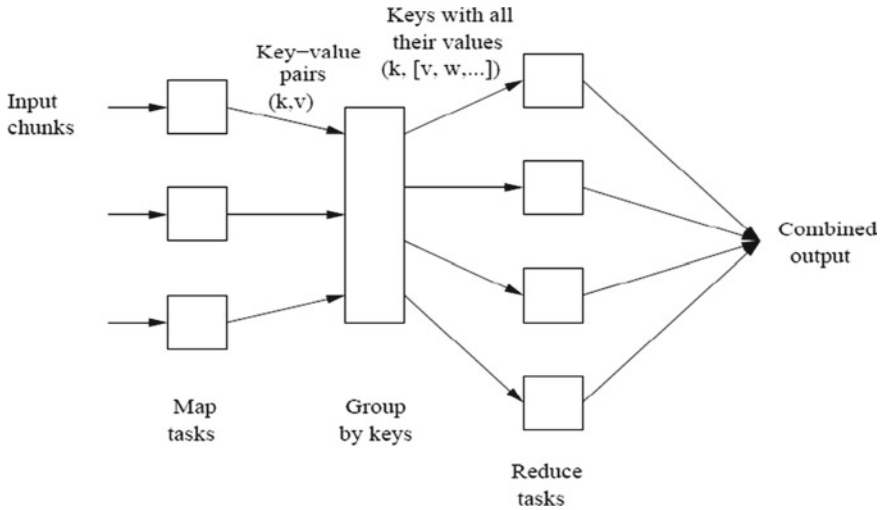 Input
chunks
Key−value
pairs
(k,v)
Keys with all
their values
(k, [v, w,...])
Combined
output
Map
tasks
Group
by keys
Reduce
tasks